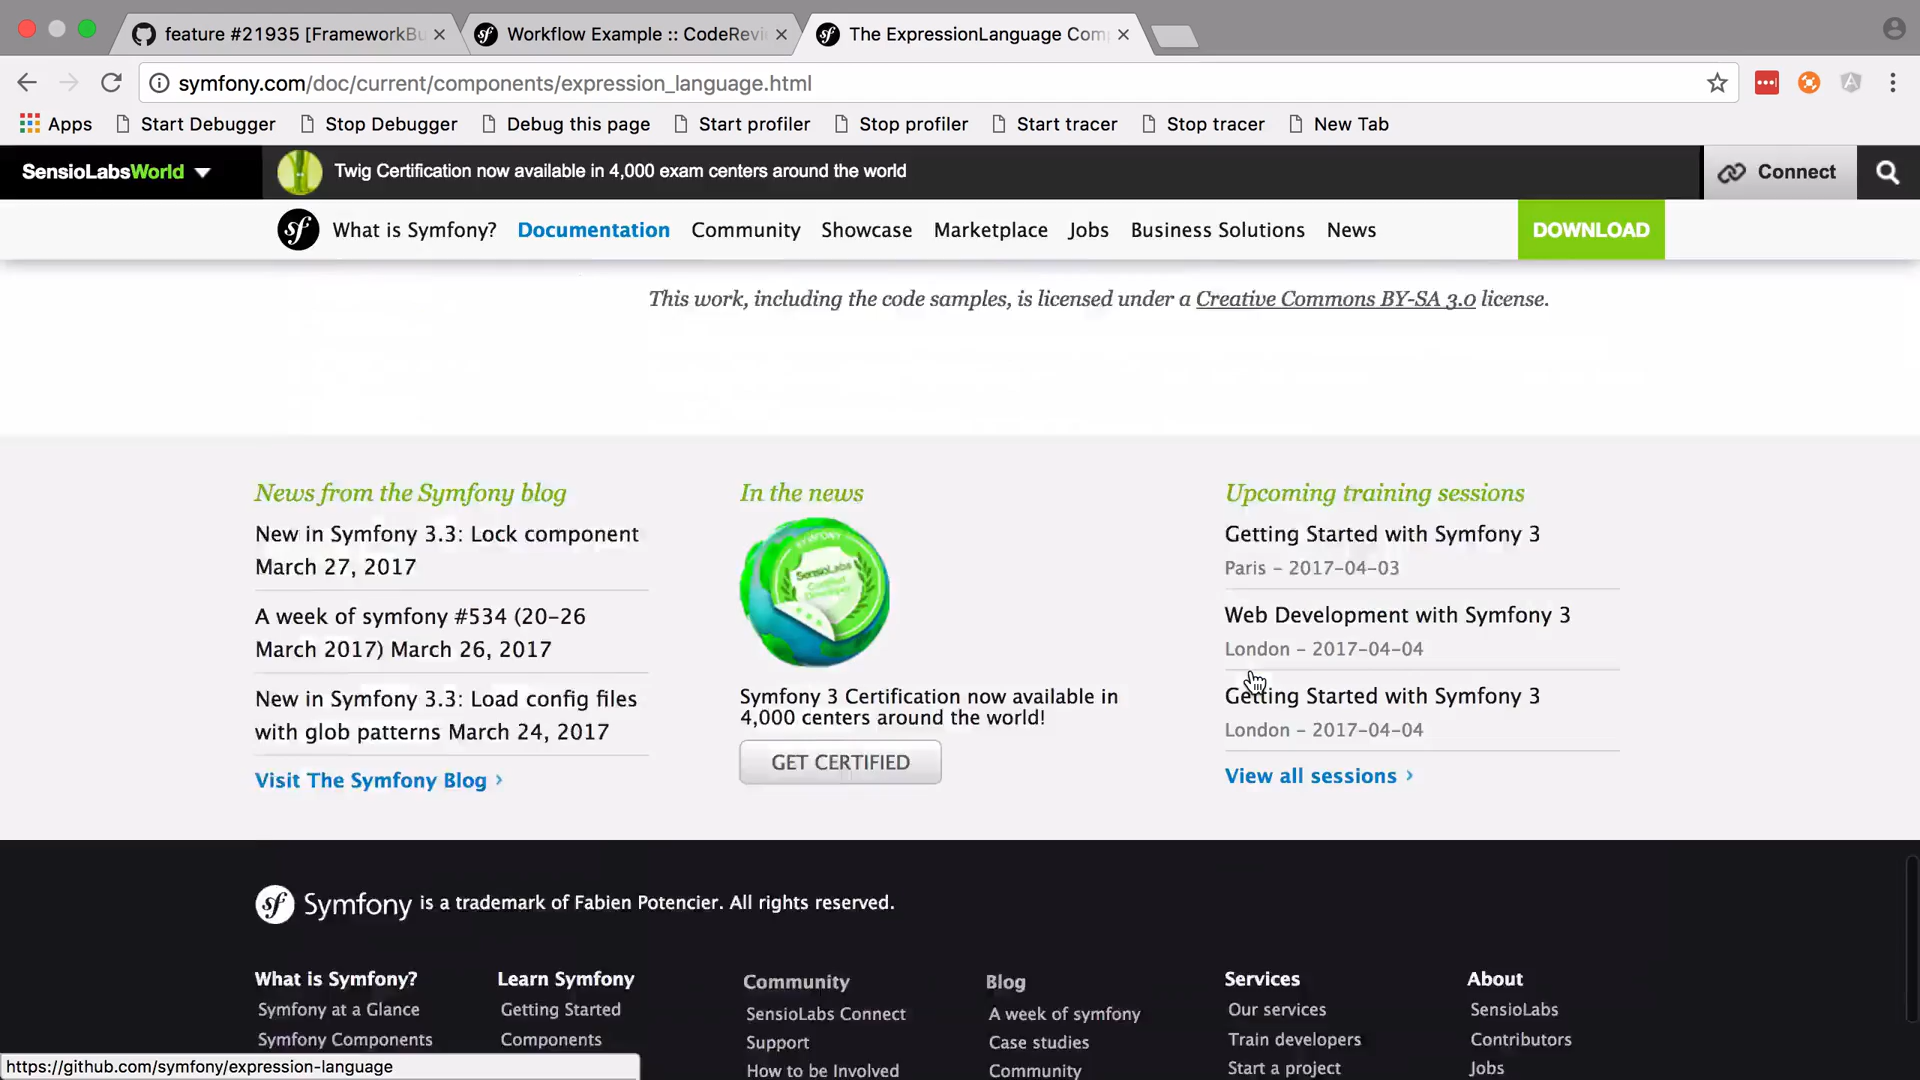 feature #21935 [FrameworkBu
Workflow Example :: CodeRevi
The ExpressionLanguage Com
symfony.com/doc/current/components/expression_language.html
Apps
Start Debugger
Stop Debugger
Debug this page
Start profiler
Stop profiler
Start tracer
Stop tracer
New Tab
SensioLabsWorld
Twig Certification now available in 4,000 exam centers around the world
Connect
sf
What is Symfony?
Documentation
Community
Showcase
Marketplace
Jobs
Business Solutions
News
DOWNLOAD
This work, including the code samples, is licensed under a Creative Commons BY-SA 3.0 license.
News from the Symfony blog
New in Symfony 3.3: Lock component
March 27, 2017
A week of symfony #534 (20-26
March 2017) March 26, 2017
New in Symfony 3.3: Load config files
with glob patterns March 24, 2017
Visit The Symfony Blog ›
In the news
SYMFONY
SensioLabs
Symfony 3 Certification now available in
4,000 centers around the world!
GET CERTIFIED
Upcoming training sessions
Getting Started with Symfony 3
Paris - 2017-04-03
Web Development with Symfony 3
London - 2017-04-04
Getting Started with Symfony 3
London - 2017-04-04
View all sessions ›
sf Symfony is a trademark of Fabien Potencier. All rights reserved.
What is Symfony?
Symfony at a Glance
Symfony Components
Learn Symfony
Getting Started
Components
Community
SensioLabs Connect
Support
How to be Involved
Blog
A week of symfony
Case studies
Community
Services
Our services
Train developers
Start a project
About
SensioLabs
Contributors
Jobs
https://github.com/symfony/expression-language